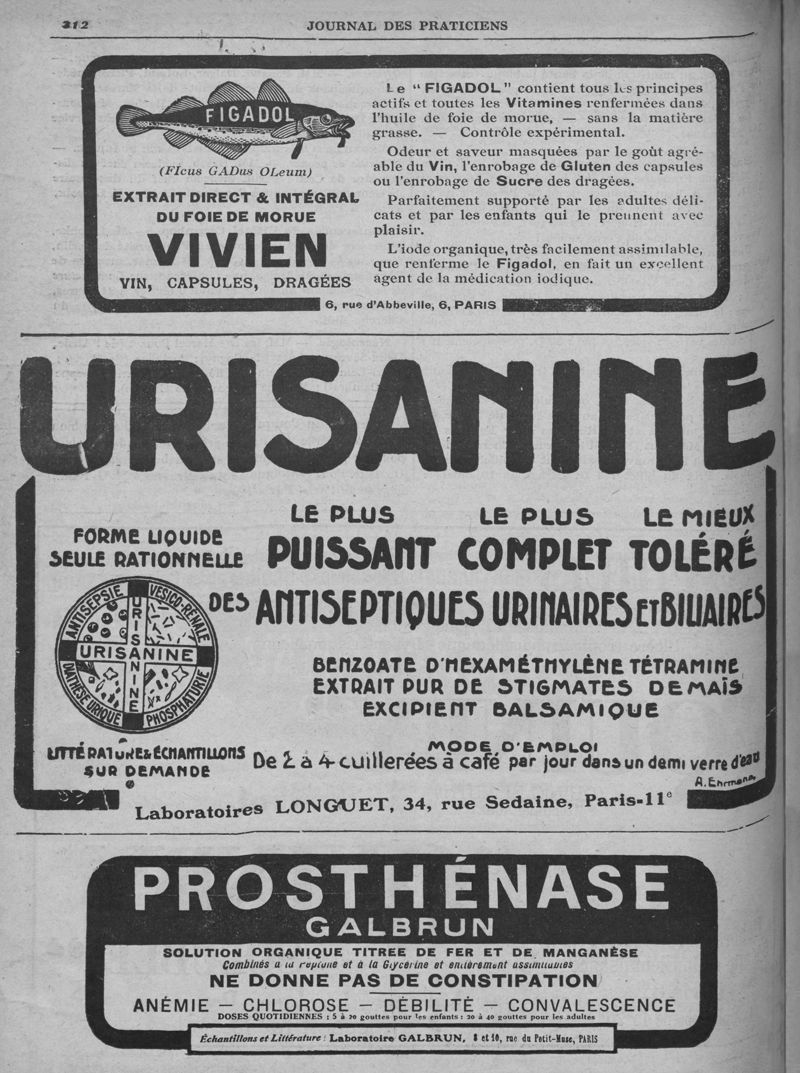 312
JOURNAL DES PRATICIENS
FIGADOL
(FIcus GADus OLeum)
EXTRAIT DIRECT & INTÉGRAL
DU FOIE DE MORUE
VIVIEN
VIN, CAPSULES, DRAGÉES
Le "FIGADOL" contient tous les principes
actifs et toutes les Vitamines renfermées dans
l'huile de foie de morue, — sans la matière
grasse. — Contrôle expérimental.
Odeur et saveur masquées par le goût agré-
able du Vin, l'enrobage de Gluten des capsules
ou l'enrobage de Sucre des dragées.
Parfaitement supporté par les adultes déli-
cats et par les enfants qui le prennent avec
plaisir.
L'iode organique, très facilement assimilable,
que renferme le Figadol, en fait un excellent
agent de la médication iodique.
6, rue d'Abbeville, 6, PARIS
URISANINE
FORME LIQUIDE
SEULE RATIONNELLE
LE PLUS LE PLUS LE MIEUX
PUISSANT COMPLET TOLÉRÉ
DES ANTISEPTIQUES URINAIRES ET BILIAIRES
ANTISEPSIE VESICO-RÉNALE
URISANINE
URISANINE
DIATHÈSE URIQUE PHOSPHATURIE
BENZOATE D'HEXAMÉTHYLÈNE TÉTRAMINE
EXTRAIT PUR DE STIGMATES DE MAÏS
EXCIPIENT BALSAMIQUE
LITTÉRATURE & ÉCHANTILLONS
SUR DEMANDE
MODE D'EMPLOI
De 2 à 4 cuillerées à café par jour dans un demi verre d'eau
A. Ehrmann
Laboratoires LONGUET, 34, rue Sedaine, Paris-11e
PROSTHÉNASE
GALBRUN
SOLUTION ORGANIQUE TITREE DE FER ET DE MANGANÈSE
Combinés à la peptone et à la Glycérine et entièrement assimilables
NE DONNE PAS DE CONSTIPATION
ANÉMIE — CHLOROSE — DÉBILITÉ — CONVALESCENCE
DOSES QUOTIDIENNES : 5 à 20 gouttes pour les enfants : 20 à 40 gouttes pour les adultes
Échantillons et Littérature : Laboratoire GALBRUN, 8 et 10, rue du Petit-Musc, PARIS